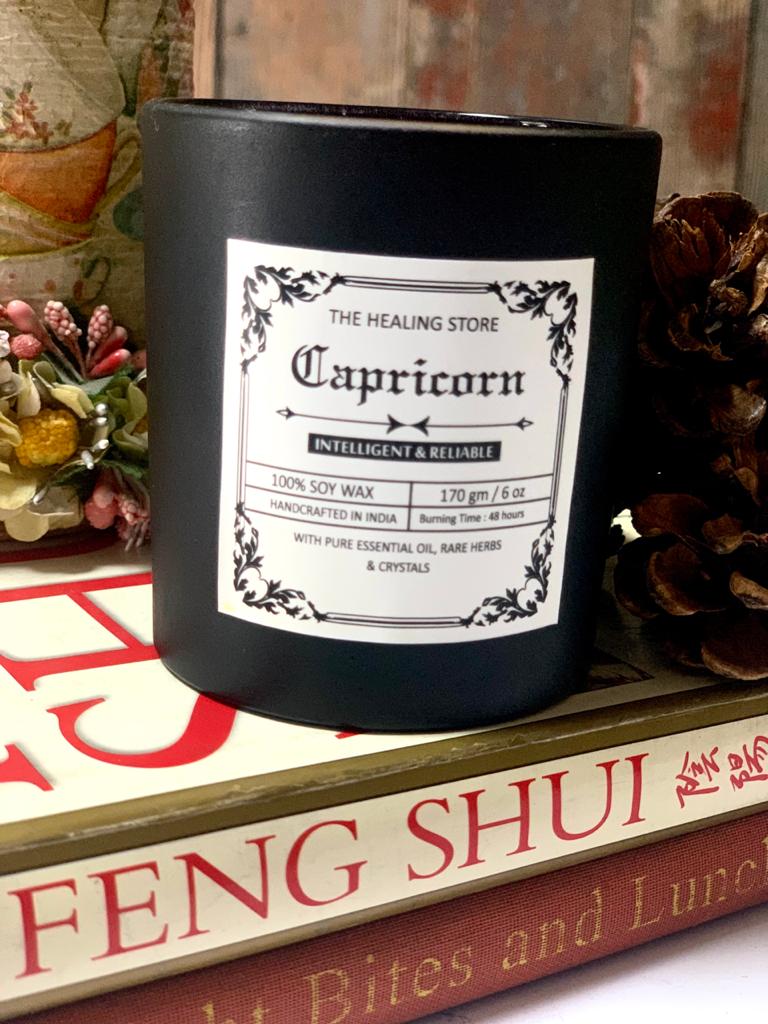 THE HEALING STORE
Capricorn
INTELLIGENT & RELIABLE
100% SOY WAX
170 gm / 6 oz
HANDCRAFTED IN INDIA
Burning Time : 48 hours
WITH PURE ESSENTIAL OIL, RARE HERBS
& CRYSTALS
FENG SHUI
Bites and Lunch